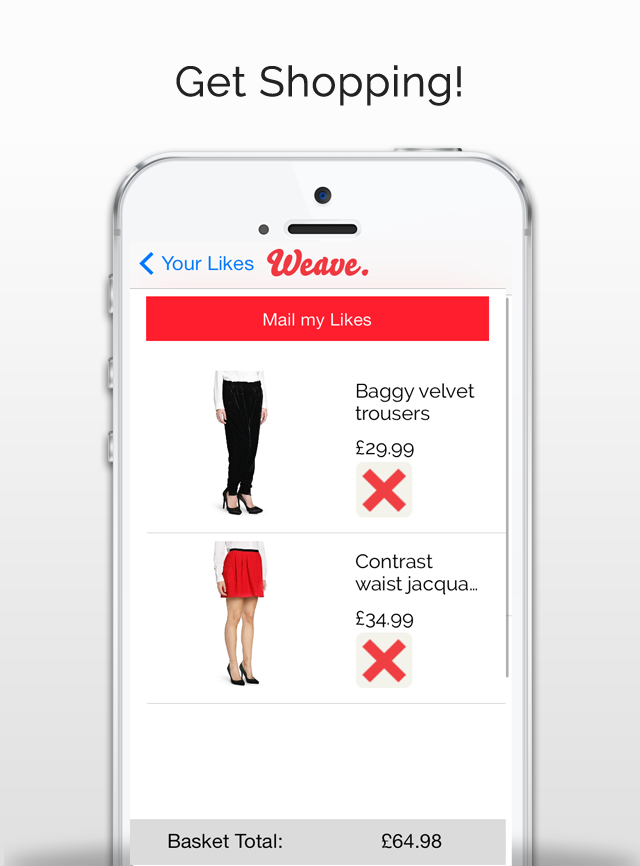 Get Shopping!
Your Likes Weave.
Mail my Likes
Baggy velvet
trousers
£29.99
Contrast
waist jacqua...
£34.99
Basket Total: £64.98